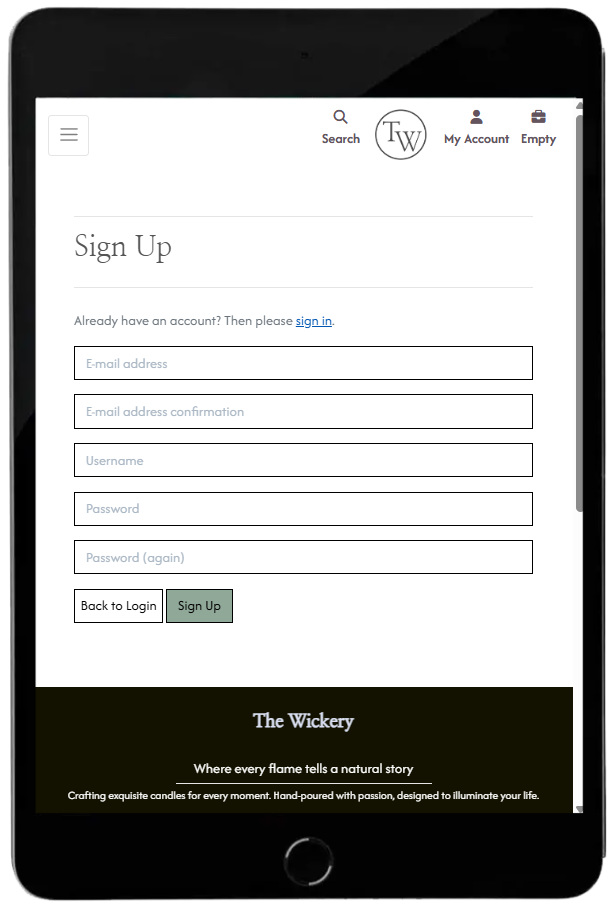 Search
TW
My Account
Empty
Sign Up
Already have an account? Then please sign in.
E-mail address
E-mail address confirmation
Username
Password
Password (again)
Back to Login
Sign Up
The Wickery
Where every flame tells a natural story
Crafting exquisite candles for every moment. Hand-poured with passion, designed to illuminate your life.